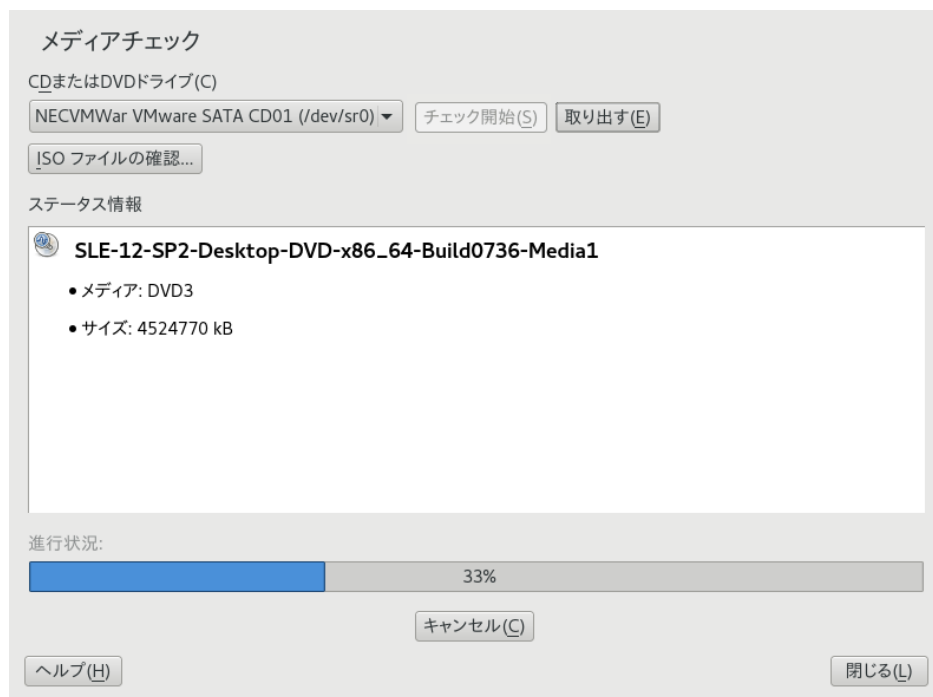 メディアチェック
CDまたはDVDドライブ(C)
NECVMWar VMware SATA CD01 (/dev/sr0) チェック開始(S) 取り出す(E)
ISO ファイルの確認...
ステータス情報
SLE-12-SP2-Desktop-DVD-x86_64-Build0736-Media1
• メディア: DVD3
• サイズ: 4524770 kB
進行状況:
33%
キャンセル(C)
ヘルプ(H) 閉じる(L)